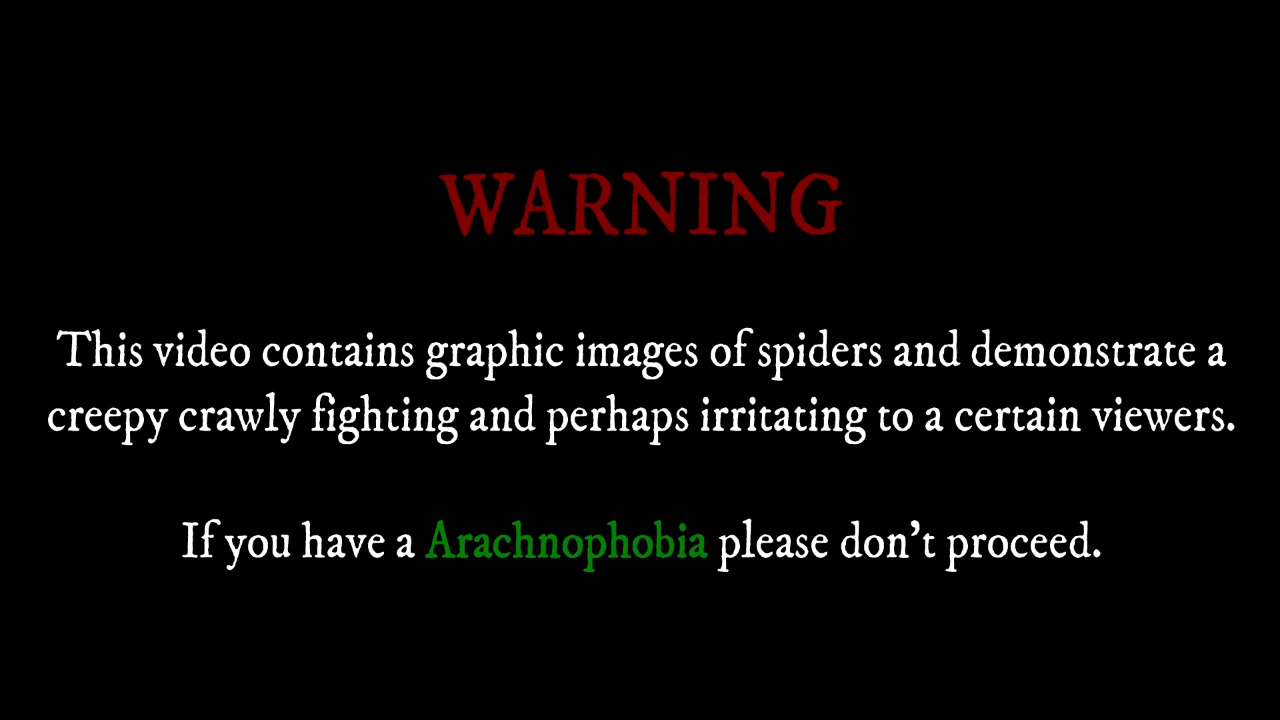 WARNING
This video contains graphic images of spiders and demonstrate a
creepy crawly fighting and perhaps irritating to a certain viewers.
If you have a Arachnophobia please don't proceed.